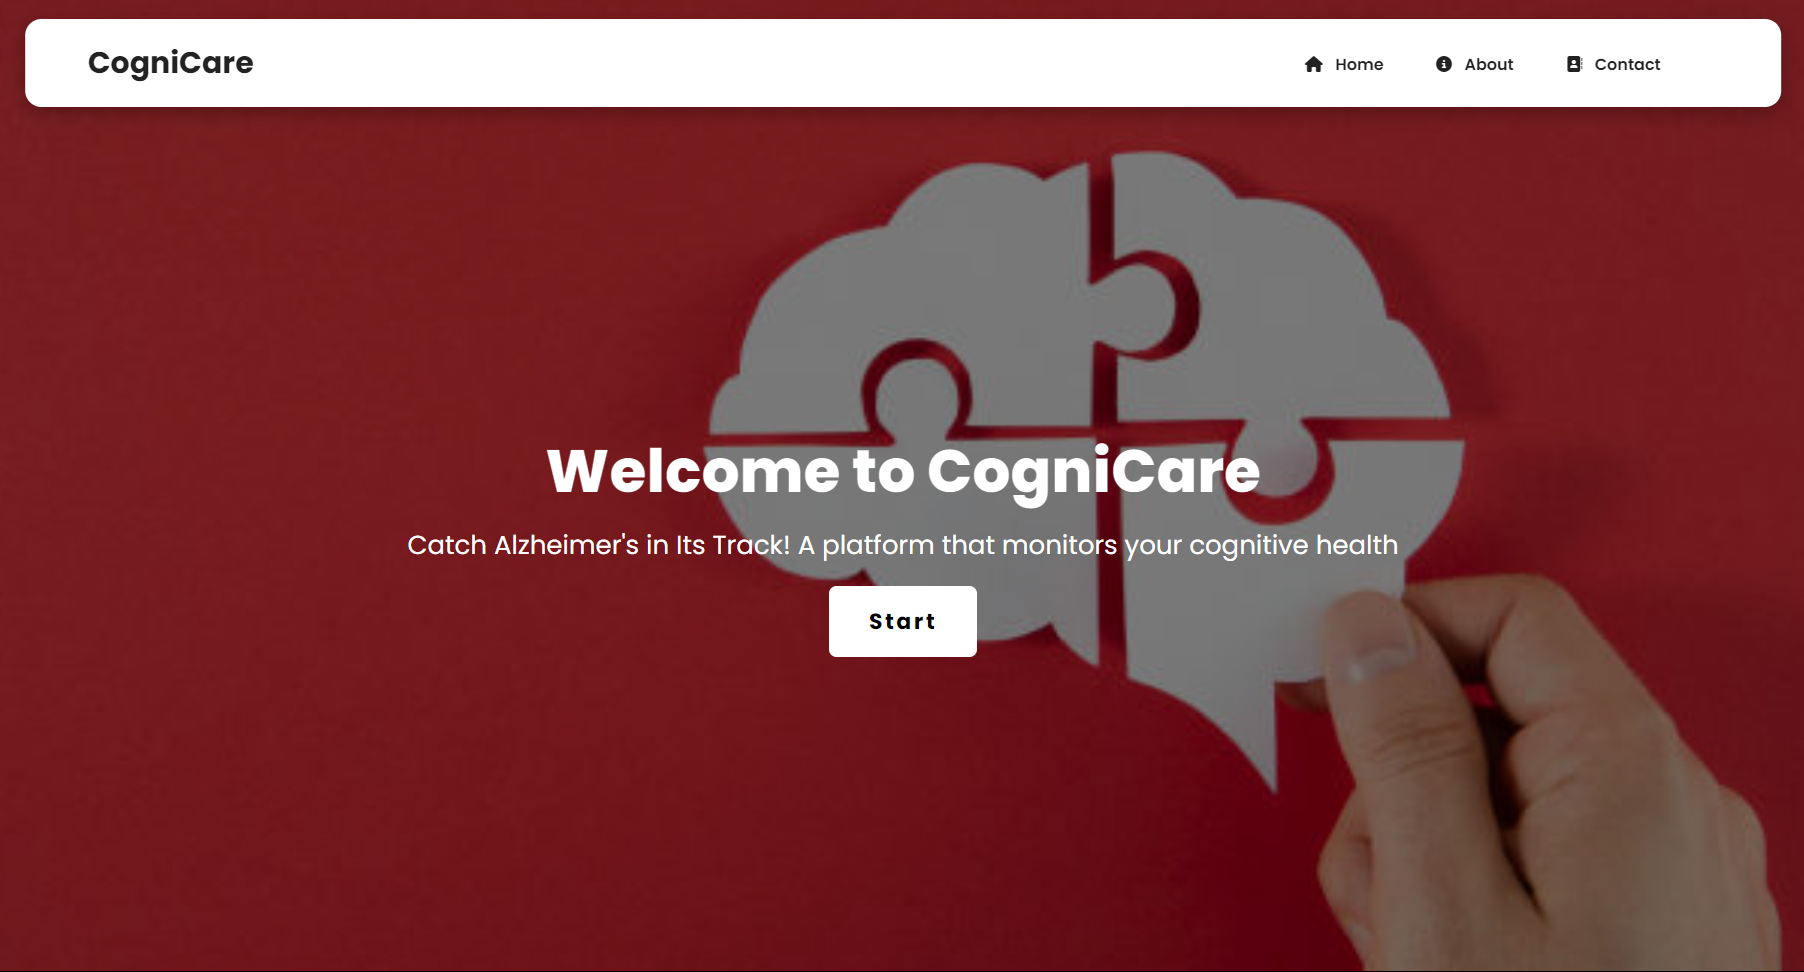 CogniCare
Home About Contact
Welcome to CogniCare
Catch Alzheimer's in Its Track! A platform that monitors your cognitive health
Start